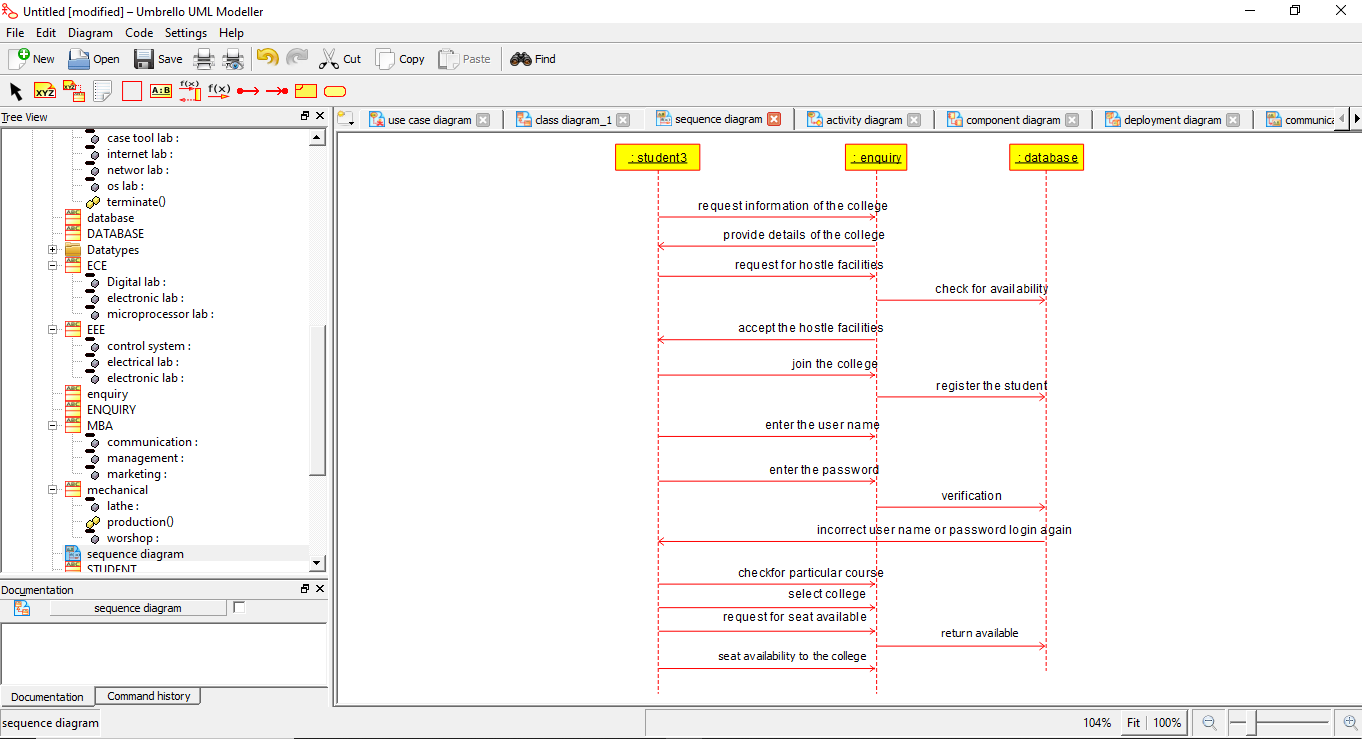 Untitled [modified] – Umbrello UML Modeller
File Edit Diagram Code Settings Help
New Open Save Cut Copy Paste Find
XYZ XYZ A:B f(x) f(x)
Tree View
case tool lab :
internet lab :
networ lab :
os lab :
terminate()
database
DATABASE
Datatypes
ECE
Digital lab :
electronic lab :
microprocessor lab :
EEE
control system :
electrical lab :
electronic lab :
enquiry
ENQUIRY
MBA
communication :
management :
marketing :
mechanical
lathe :
production()
worshop :
sequence diagram
STUDENT
Documentation
sequence diagram
Documentation Command history
sequence diagram
use case diagram class diagram_1 sequence diagram activity diagram component diagram deployment diagram communica
: student3 : enquiry : database
request information of the college
provide details of the college
request for hostle facilities
check for availability
accept the hostle facilities
join the college
register the student
enter the user name
enter the password
verification
incorrect user name or password login again
checkfor particular course
select college
request for seat available
return available
seat availability to the college
104% Fit 100%